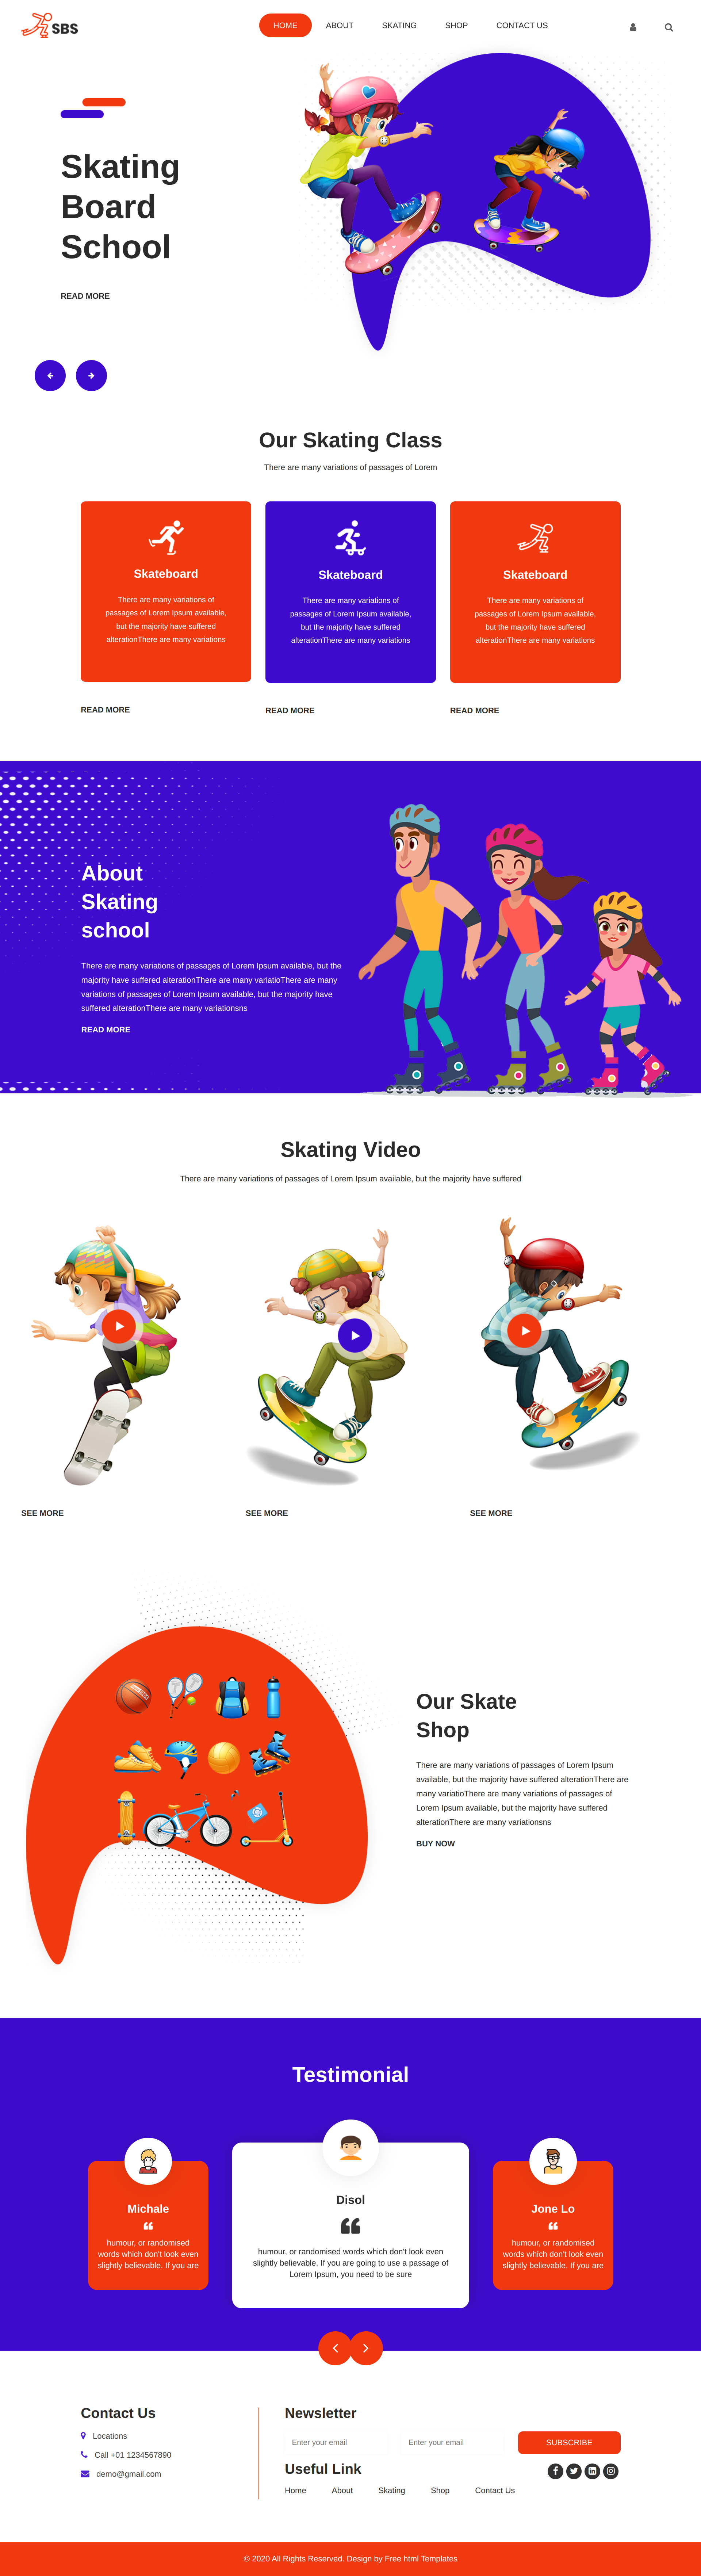 SBS
HOME
ABOUT
SKATING
SHOP
CONTACT US
Skating
Board
School
READ MORE
Our Skating Class
There are many variations of passages of Lorem
Skateboard
There are many variations of
passages of Lorem Ipsum available,
but the majority have suffered
alterationThere are many variations
READ MORE
Skateboard
There are many variations of
passages of Lorem Ipsum available,
but the majority have suffered
alterationThere are many variations
READ MORE
Skateboard
There are many variations of
passages of Lorem Ipsum available,
but the majority have suffered
alterationThere are many variations
READ MORE
About
Skating
school
There are many variations of passages of Lorem Ipsum available, but the
majority have suffered alterationThere are many variatioThere are many
variations of passages of Lorem Ipsum available, but the majority have
suffered alterationThere are many variationsns
READ MORE
Skating Video
There are many variations of passages of Lorem Ipsum available, but the majority have suffered
SEE MORE
SEE MORE
SEE MORE
Our Skate
Shop
There are many variations of passages of Lorem Ipsum
available, but the majority have suffered alterationThere are
many variatioThere are many variations of passages of
Lorem Ipsum available, but the majority have suffered
alterationThere are many variationsns
BUY NOW
Testimonial
Michale
humour, or randomised
words which don't look even
slightly believable. If you are
Disol
humour, or randomised words which don't look even
slightly believable. If you are going to use a passage of
Lorem Ipsum, you need to be sure
Jone Lo
humour, or randomised
words which don't look even
slightly believable. If you are
Contact Us
Locations
Call +01 1234567890
demo@gmail.com
Newsletter
Enter your email
Enter your email
SUBSCRIBE
Useful Link
Home
About
Skating
Shop
Contact Us
© 2020 All Rights Reserved. Design by Free html Templates